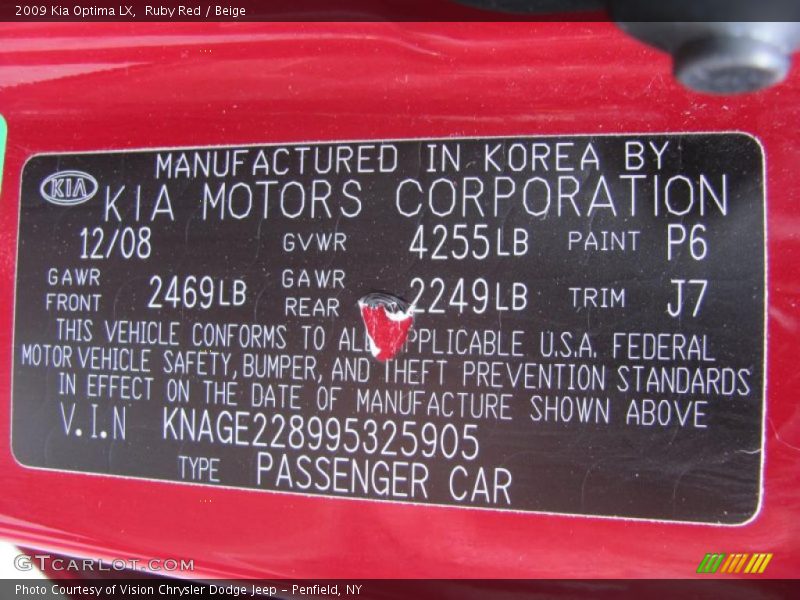 2009 Kia Optima LX, Ruby Red / Beige
MANUFACTURED IN KOREA BY
KIA KIA MOTORS CORPORATION
12/08 GVWR 4255LB PAINT P6
GAWR FRONT 2469LB GAWR REAR 2249LB TRIM J7
THIS VEHICLE CONFORMS TO ALL APPLICABLE U.S.A. FEDERAL
MOTOR VEHICLE SAFETY, BUMPER, AND THEFT PREVENTION STANDARDS
IN EFFECT ON THE DATE OF MANUFACTURE SHOWN ABOVE
V.I.N KNAGE228995325905
TYPE PASSENGER CAR
GTCARLOT.COM
Photo Courtesy of Vision Chrysler Dodge Jeep – Penfield, NY